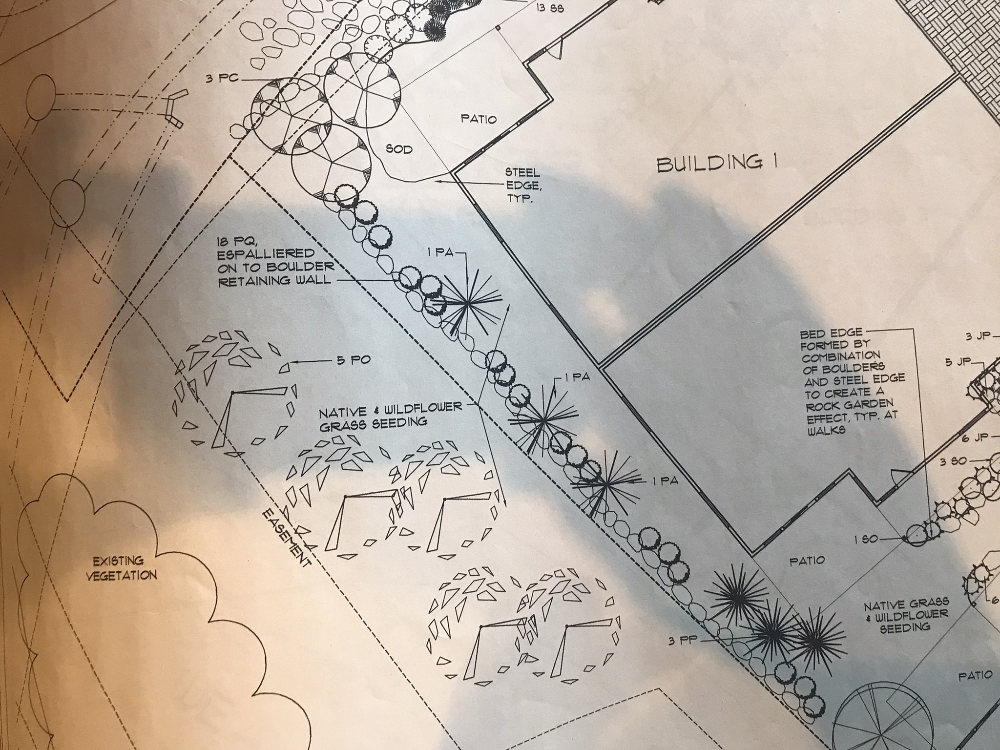 13 SS
3 PC
PATIO
SOD
BUILDING 1
STEEL
EDGE,
TYP.
18 PQ,
ESPALLIERED
ON TO BOULDER
RETAINING WALL
1 PA
BED EDGE
FORMED BY
COMBINATION
OF BOULDERS
AND STEEL EDGE
TO CREATE A
ROCK GARDEN
EFFECT, TYP. AT
WALKS
3 JP
5 JP
5 PO
1 PA
NATIVE & WILDFLOWER
GRASS SEEDING
6 JP
3 SO
1 PA
EASEMENT
1 SO
EXISTING
VEGETATION
PATIO
6
NATIVE GRASS
& WILDFLOWER
SEEDING
3 PP
PATIO